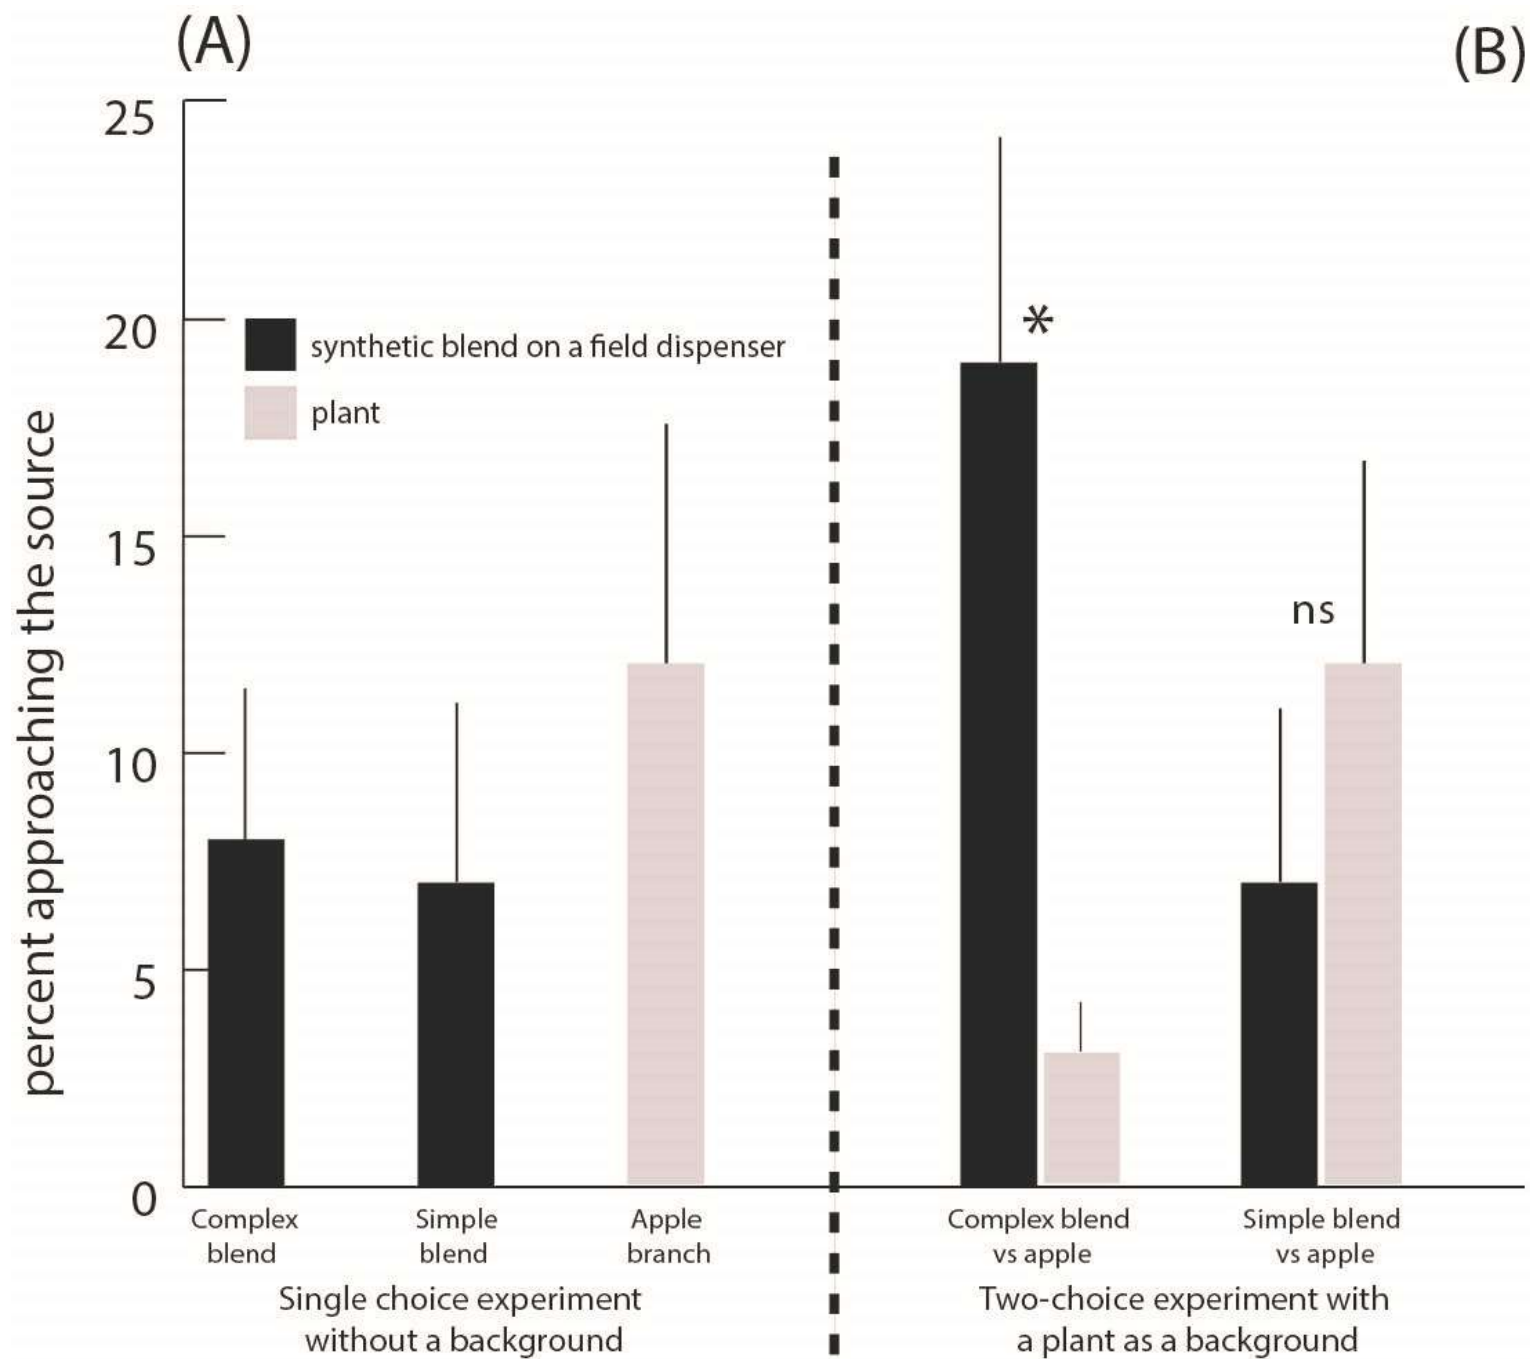 (A)
(B)
25
20
15
10
5
0
percent approaching the source
synthetic blend on a field dispenser
plant
*
ns
Complex
blend
Simple
blend
Apple
branch
Complex blend
vs apple
Simple blend
vs apple
Single choice experiment
without a background
Two-choice experiment with
a plant as a background